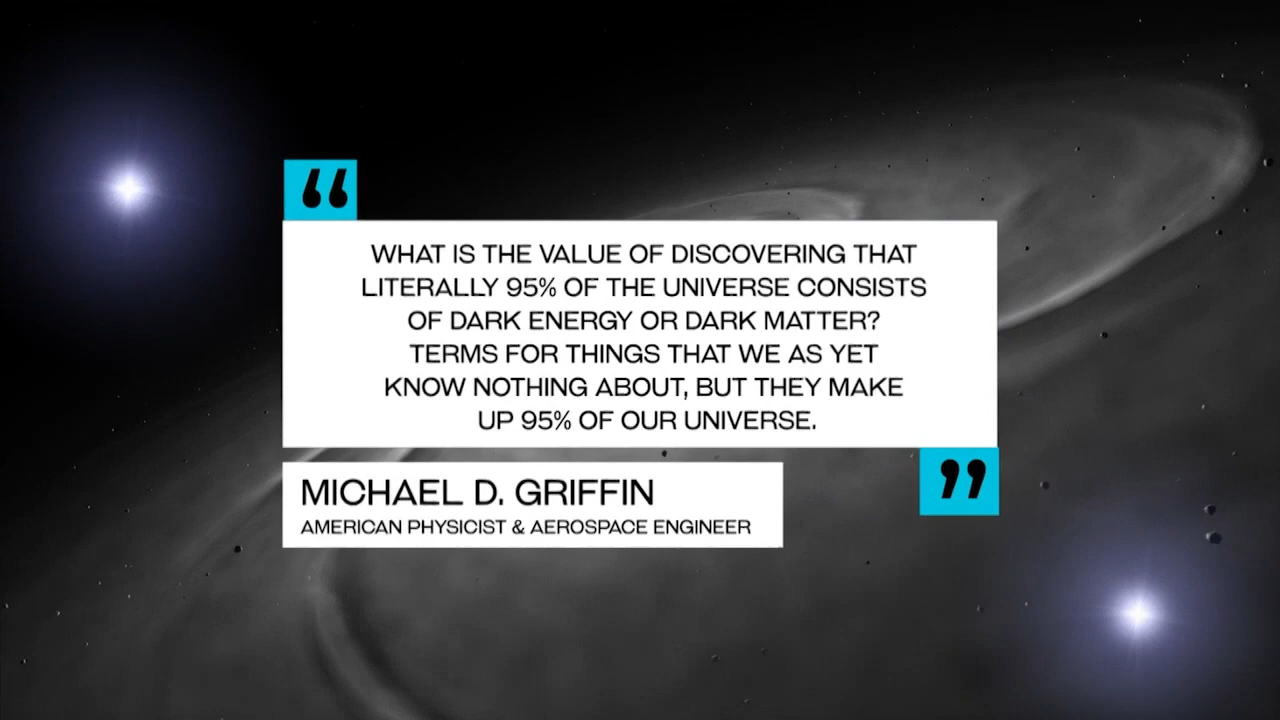 “
WHAT IS THE VALUE OF DISCOVERING THAT
LITERALLY 95% OF THE UNIVERSE CONSISTS
OF DARK ENERGY OR DARK MATTER?
TERMS FOR THINGS THAT WE AS YET
KNOW NOTHING ABOUT, BUT THEY MAKE
UP 95% OF OUR UNIVERSE.
”
MICHAEL D. GRIFFIN
AMERICAN PHYSICIST & AEROSPACE ENGINEER